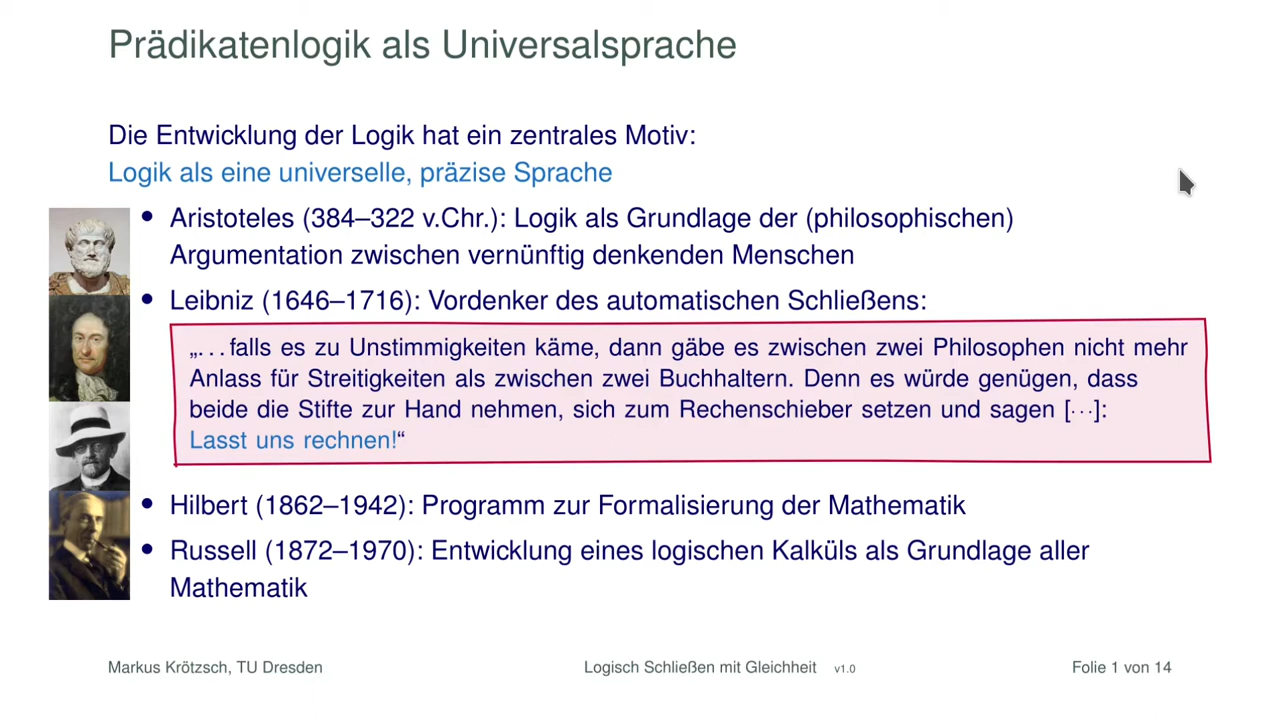 Prädikatenlogik als Universalsprache
Die Entwicklung der Logik hat ein zentrales Motiv:
Logik als eine universelle, präzise Sprache
• Aristoteles (384–322 v.Chr.): Logik als Grundlage der (philosophischen)
Argumentation zwischen vernünftig denkenden Menschen
• Leibniz (1646–1716): Vordenker des automatischen Schließens:
„. . . falls es zu Unstimmigkeiten käme, dann gäbe es zwischen zwei Philosophen nicht mehr
Anlass für Streitigkeiten als zwischen zwei Buchhaltern. Denn es würde genügen, dass
beide die Stifte zur Hand nehmen, sich zum Rechenschieber setzen und sagen [···]:
Lasst uns rechnen!“
• Hilbert (1862–1942): Programm zur Formalisierung der Mathematik
• Russell (1872–1970): Entwicklung eines logischen Kalküls als Grundlage aller
Mathematik
Markus Krötzsch, TU Dresden Logisch Schließen mit Gleichheit v1.0 Folie 1 von 14